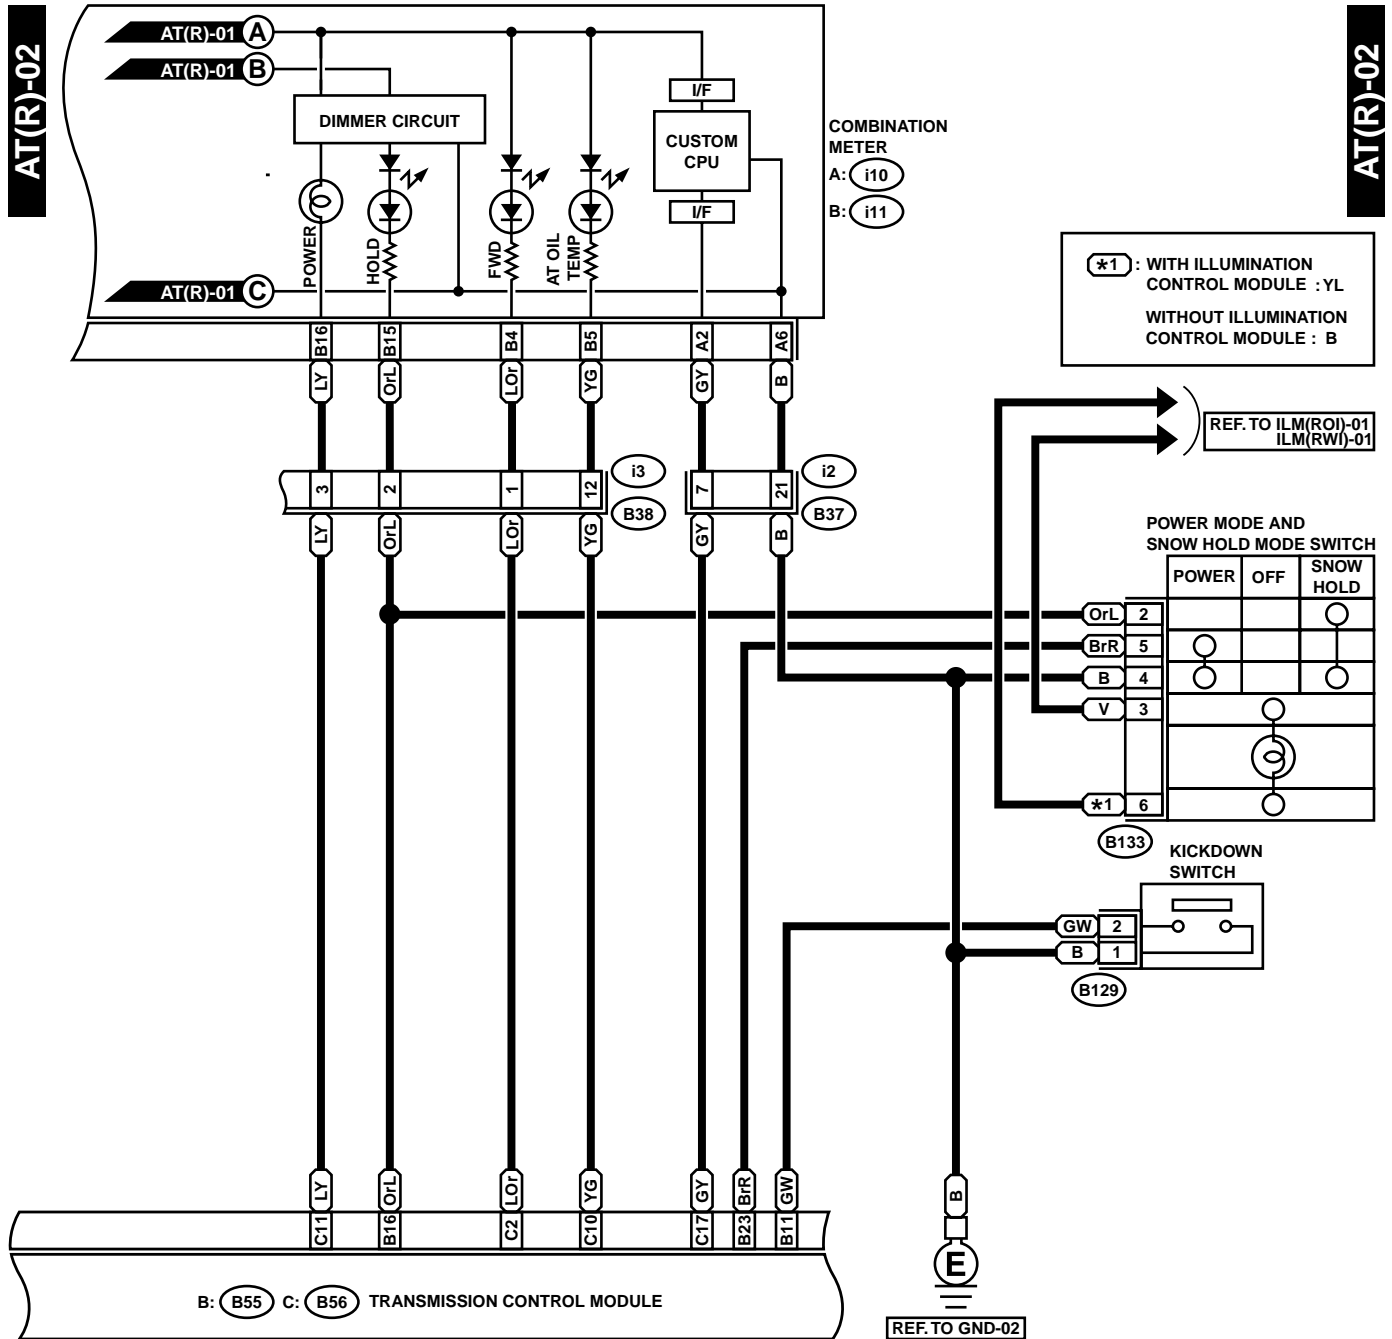 AT(R)-02
AT(R)-02
AT(R)-01 A
AT(R)-01 B
DIMMER CIRCUIT
I/F
CUSTOM
CPU
I/F
COMBINATION
METER
A: i10
B: i11
POWER
HOLD
FWD
AT OIL
TEMP
AT(R)-01 C
B16 B15 B4 B5 A2 A6
LY OrL LOr YG GY B
*1 : WITH ILLUMINATION
CONTROL MODULE : YL
WITHOUT ILLUMINATION
CONTROL MODULE : B
REF. TO ILM(ROI)-01
ILM(RWI)-01
3 2 1 12 i3 7 21 i2
B38 B37
LY OrL LOr YG GY B
POWER MODE AND
SNOW HOLD MODE SWITCH
POWER OFF SNOW
HOLD
OrL 2
BrR 5
B 4
V 3
*1 6
B133
KICKDOWN
SWITCH
GW 2
B 1
B129
LY OrL LOr YG GY BrR GW B
C11 B16 C2 C10 C17 B23 B11
E
B: B55 C: B56 TRANSMISSION CONTROL MODULE
REF. TO GND-02